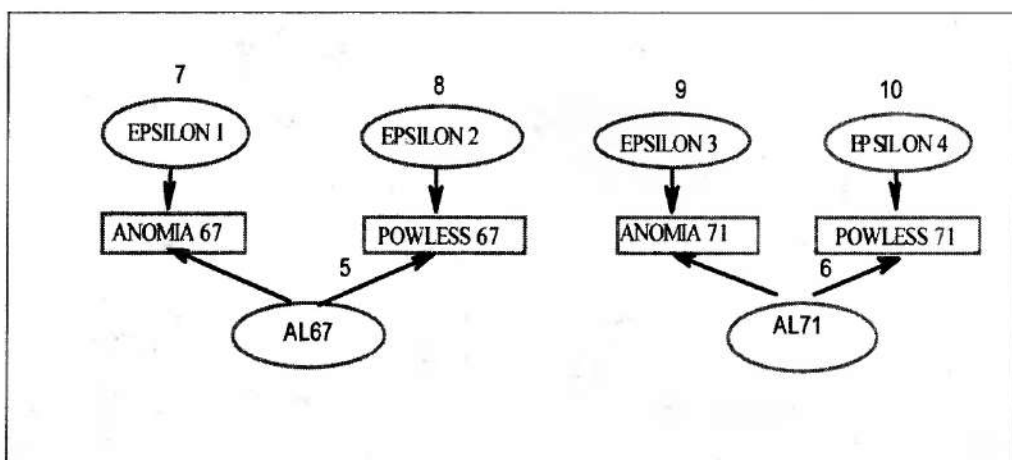 7 8 9 10
EPSILON 1 EPSILON 2 EPSILON 3 EPSILON 4
ANOMIA 67 POWLESS 67 ANOMIA 71 POWLESS 71
5 6
AL67 AL71